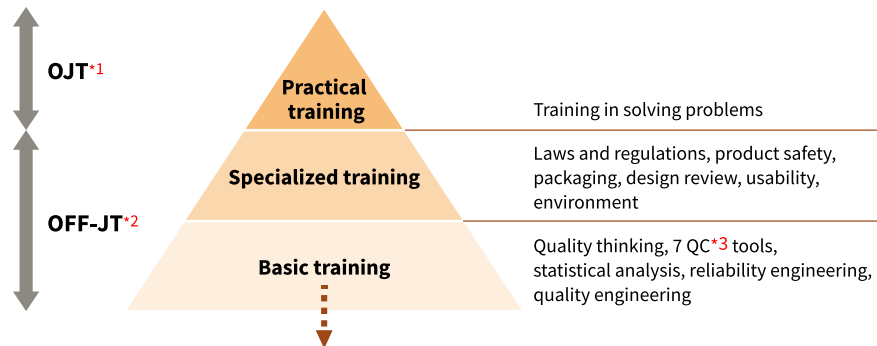 OJT*1
Practical
training
Training in solving problems
Specialized training
Laws and regulations, product safety,
packaging, design review, usability,
environment
OFF-JT*2
Basic training
Quality thinking, 7 QC*3 tools,
statistical analysis, reliability engineering,
quality engineering